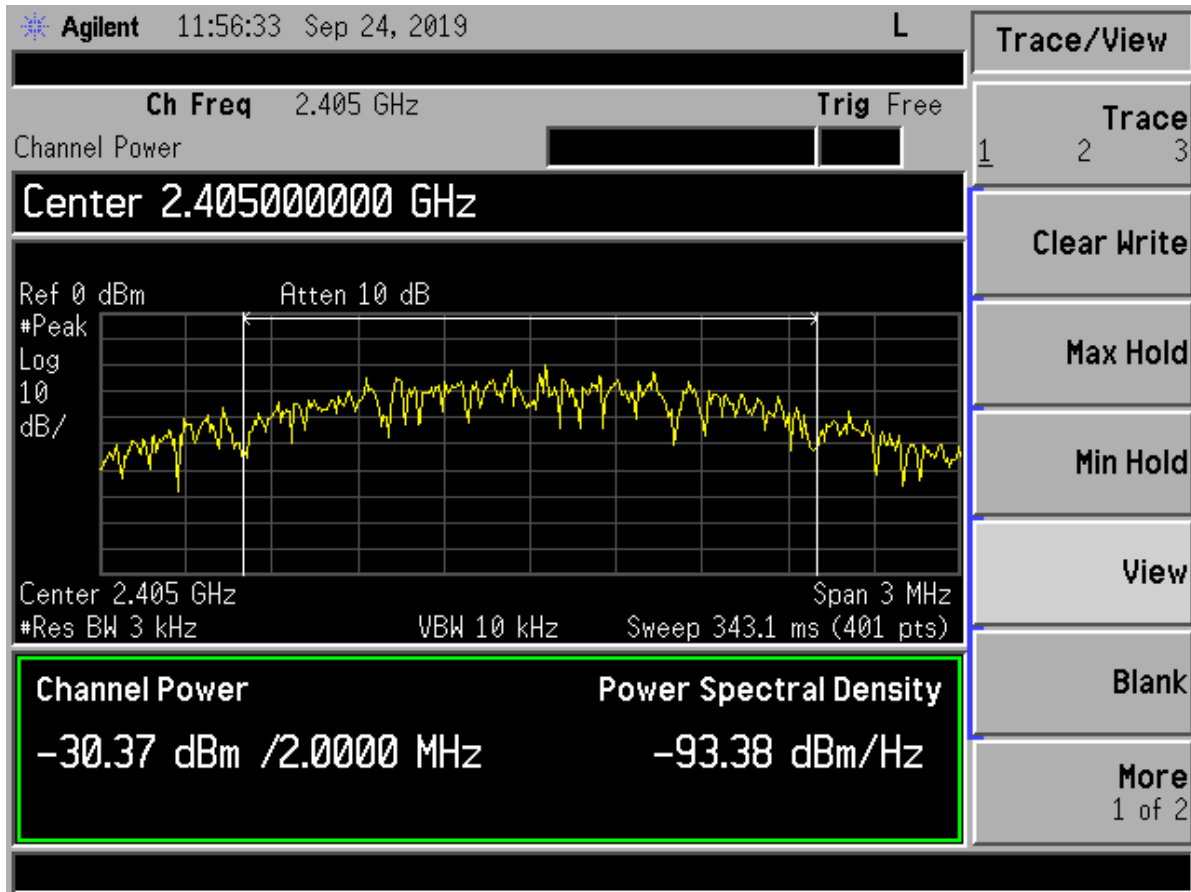 Agilent 11:56:33 Sep 24, 2019 L
Trace/View
Ch Freq 2.405 GHz Trig Free
Channel Power
Trace
1 2 3
Center 2.405000000 GHz
Clear Write
Ref 0 dBm Atten 10 dB
#Peak
Log
10
dB/
Max Hold
Min Hold
View
Center 2.405 GHz Span 3 MHz
#Res BW 3 kHz VBW 10 kHz Sweep 343.1 ms (401 pts)
Channel Power Power Spectral Density
-30.37 dBm /2.0000 MHz -93.38 dBm/Hz
Blank
More
1 of 2